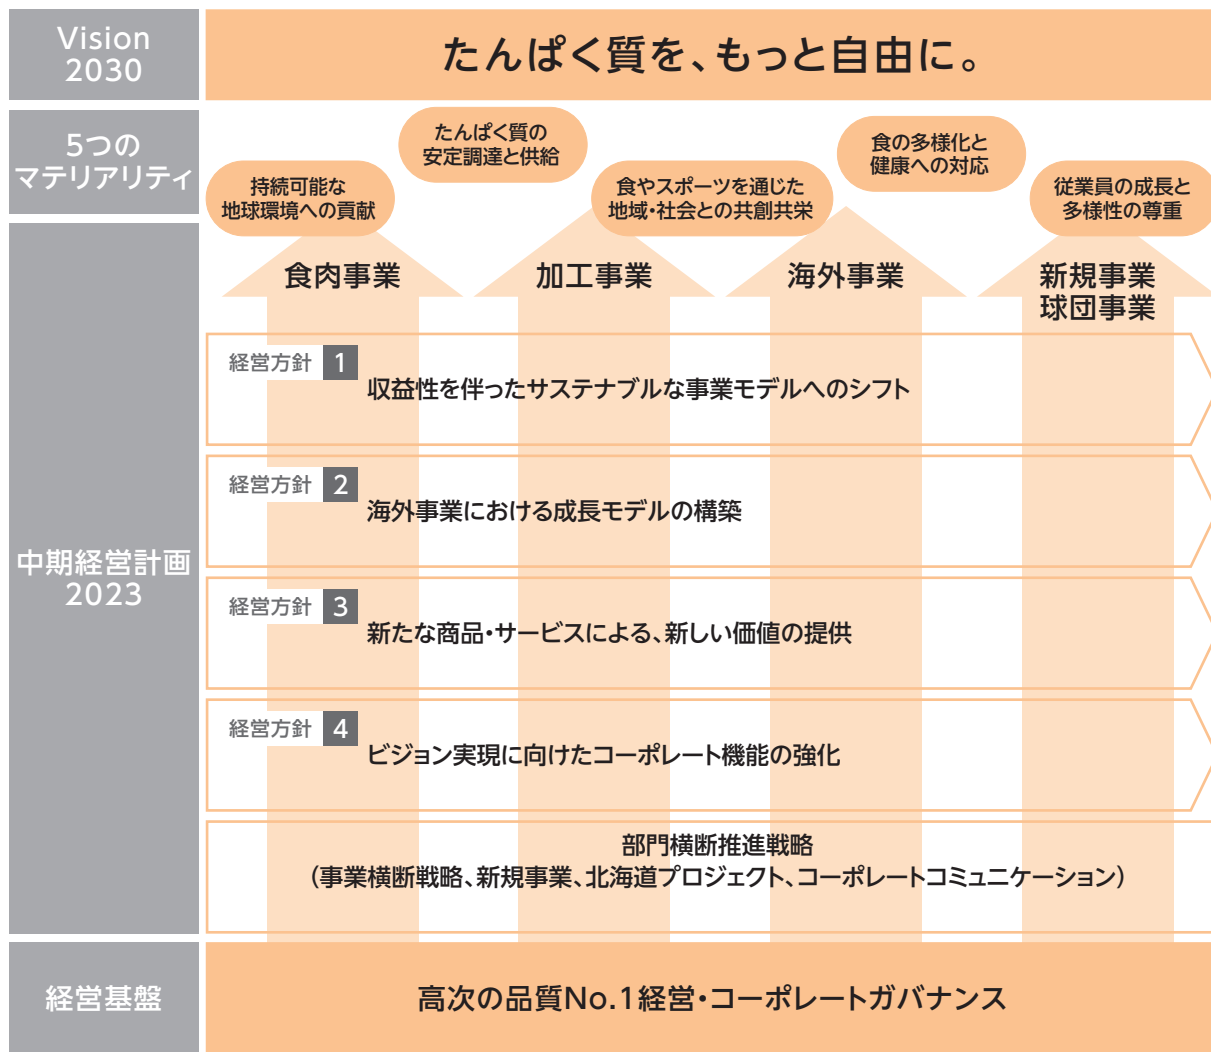 Vision
2030
たんぱく質を、もっと自由に。
5つの
マテリアリティ
持続可能な
地球環境への貢献
たんぱく質の
安定調達と供給
食やスポーツを通じた
地域・社会との共創共栄
食の多様化と
健康への対応
従業員の成長と
多様性の尊重
中期経営計画
2023
食肉事業
加工事業
海外事業
新規事業
球団事業
経営方針 1
収益性を伴ったサステナブルな事業モデルへのシフト
経営方針 2
海外事業における成長モデルの構築
経営方針 3
新たな商品・サービスによる、新しい価値の提供
経営方針 4
ビジョン実現に向けたコーポレート機能の強化
部門横断推進戦略
（事業横断戦略、新規事業、北海道プロジェクト、コーポレートコミュニケーション）
経営基盤
高次の品質No.1経営・コーポレートガバナンス